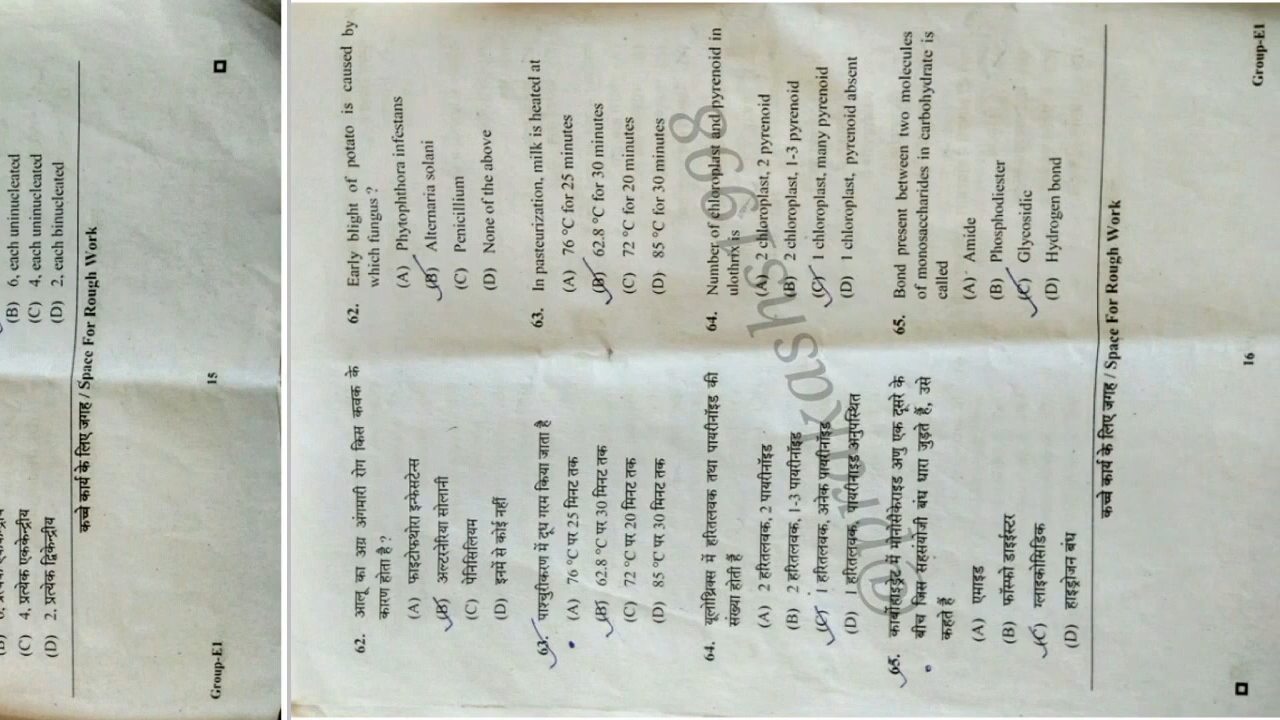 (C) 4, प्रत्येक एककेन्द्रीय
(D) 2, प्रत्येक द्विकेन्द्रीय
(B) 6, each uninucleated
(C) 4, each uninucleated
(D) 2, each binucleated
कच्चे कार्य के लिए जगह / Space For Rough Work
Group-E1
15
62. आलू का अग्र अंगमारी रोग किस कवक के
कारण होता है ?
(A) फाइटोफथोरा इन्फेसटेन्स
(B) अल्टरनेरिया सोलानी
(C) पेनिसिलियम
(D) इनमें से कोई नहीं
63. पाश्चुरीकरण में दूध गरम किया जाता है
(A) 76 °C पर 25 मिनट तक
(B) 62.8 °C पर 30 मिनट तक
(C) 72 °C पर 20 मिनट तक
(D) 85 °C पर 30 मिनट तक
64. यूलोथ्रिक्स में हरितलवक तथा पायरीनॉइड की
संख्या होती हैं
(A) 2 हरितलवक, 2 पायरीनॉइड
(B) 2 हरितलवक, 1-3 पायरीनॉइड
(C) 1 हरितलवक, अनेक पायरीनॉइड
(D) 1 हरितलवक, पायरीनाइड अनुपस्थित
65. कार्बोहाइड्रेट में मोनोसेकेराइड अणु एक दूसरे के
बीच जिस सहसंयोजी बंध द्वारा जुड़ते हैं, उसे
कहते हैं
(A) एमाइड
(B) फॉस्फो डाईईस्टर
(C) ग्लाइकोसिडिक
(D) हाइड्रोजन बंध
62. Early blight of potato is caused by
which fungus ?
(A) Phytophthora infestans
(B) Alternaria solani
(C) Penicillium
(D) None of the above
63. In pasteurization, milk is heated at
(A) 76 °C for 25 minutes
(B) 62.8 °C for 30 minutes
(C) 72 °C for 20 minutes
(D) 85 °C for 30 minutes
64. Number of chloroplast and pyrenoid in
ulothrix is
(A) 2 chloroplast, 2 pyrenoid
(B) 2 chloroplast, 1-3 pyrenoid
(C) 1 chloroplast, many pyrenoid
(D) 1 chloroplast, pyrenoid absent
65. Bond present between two molecules
of monosaccharides in carbohydrate is
called
(A) Amide
(B) Phosphodiester
(C) Glycosidic
(D) Hydrogen bond
कच्चे कार्य के लिए जगह / Space For Rough Work
16
Group-E1
@prakashs1998